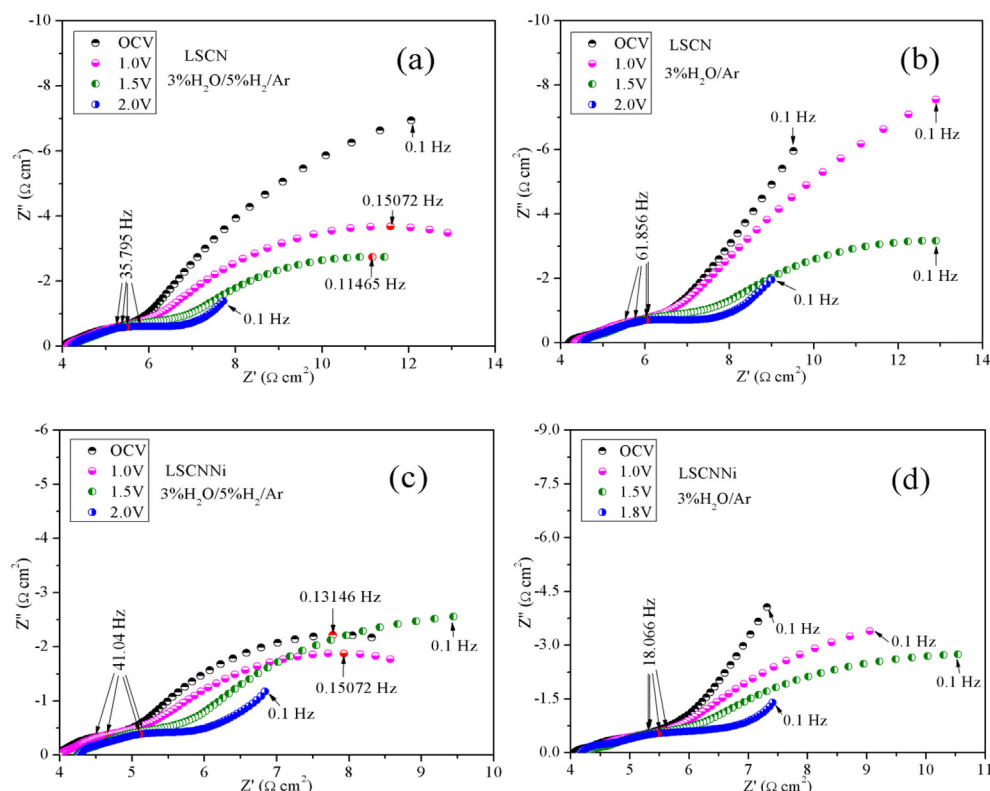 (a)
LSCN
3%H₂O/5%H₂/Ar
OCV
1.0V
1.5V
2.0V
-10
-8
-6
-4
-2
0
Z'' (Ω cm²)
0.1 Hz
0.15072 Hz
35.795 Hz
0.11465 Hz
0.1 Hz
4 6 8 10 12 14
Z' (Ω cm²)
(b)
LSCN
3%H₂O/Ar
OCV
1.0V
1.5V
2.0V
-10
-8
-6
-4
-2
0
Z'' (Ω cm²)
0.1 Hz
0.1 Hz
61.856 Hz
0.1 Hz
0.1 Hz
4 6 8 10 12 14
Z' (Ω cm²)
(c)
LSCNNi
3%H₂O/5%H₂/Ar
OCV
1.0V
1.5V
2.0V
-6
-5
-4
-3
-2
-1
0
Z'' (Ω cm²)
0.13146 Hz
0.1 Hz
41.04 Hz
0.15072 Hz
0.1 Hz
4 5 6 7 8 9 10
Z' (Ω cm²)
(d)
LSCNNi
3%H₂O/Ar
OCV
1.0V
1.5V
1.8V
-9.0
-7.5
-6.0
-4.5
-3.0
-1.5
0.0
Z'' (Ω cm²)
0.1 Hz
0.1 Hz
18.066 Hz
0.1 Hz
0.1 Hz
4 5 6 7 8 9 10 11
Z' (Ω cm²)